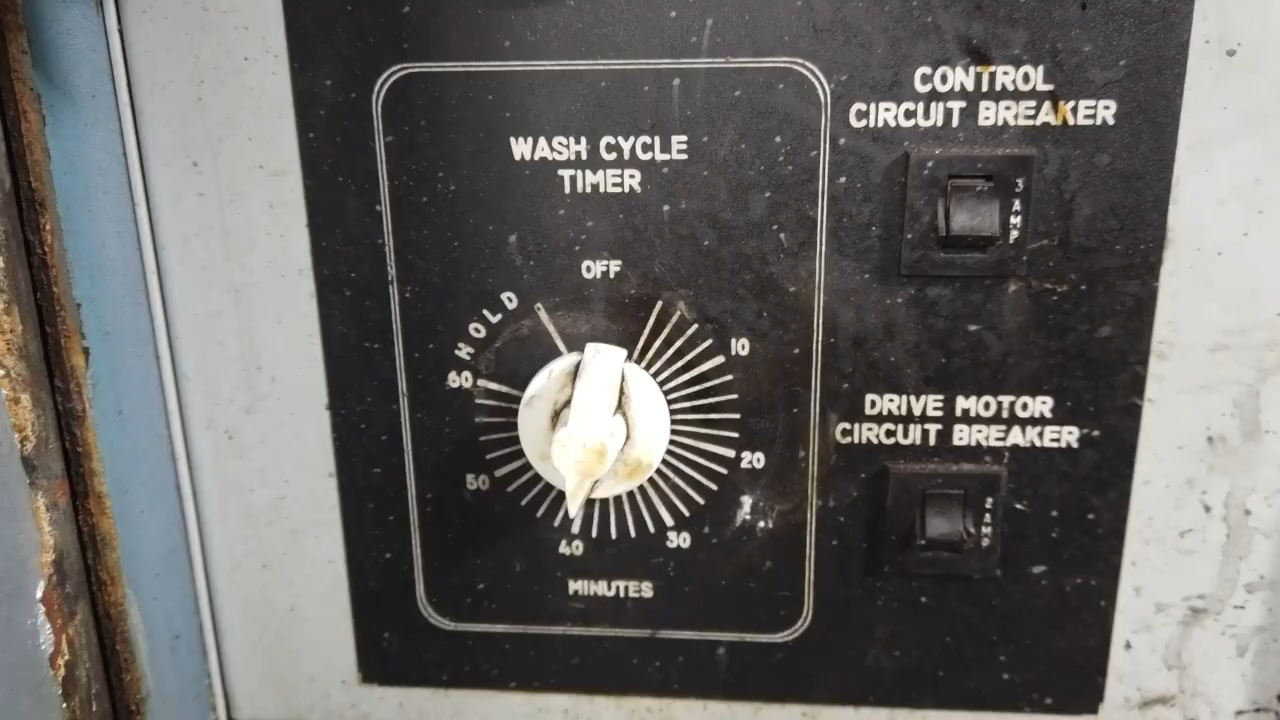 WASH CYCLE
TIMER
OFF
HOLD
10
20
30
40
50
60
MINUTES
CONTROL
CIRCUIT BREAKER
3 AMP
DRIVE MOTOR
CIRCUIT BREAKER
2 AMP